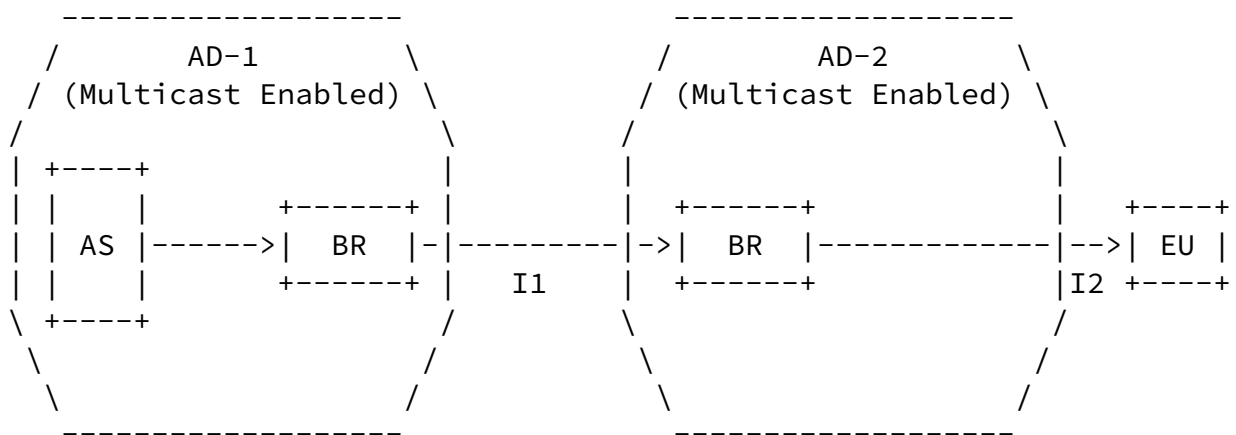 AD-1 AD-2
(Multicast Enabled) (Multicast Enabled)
AS BR BR EU
I1 I2